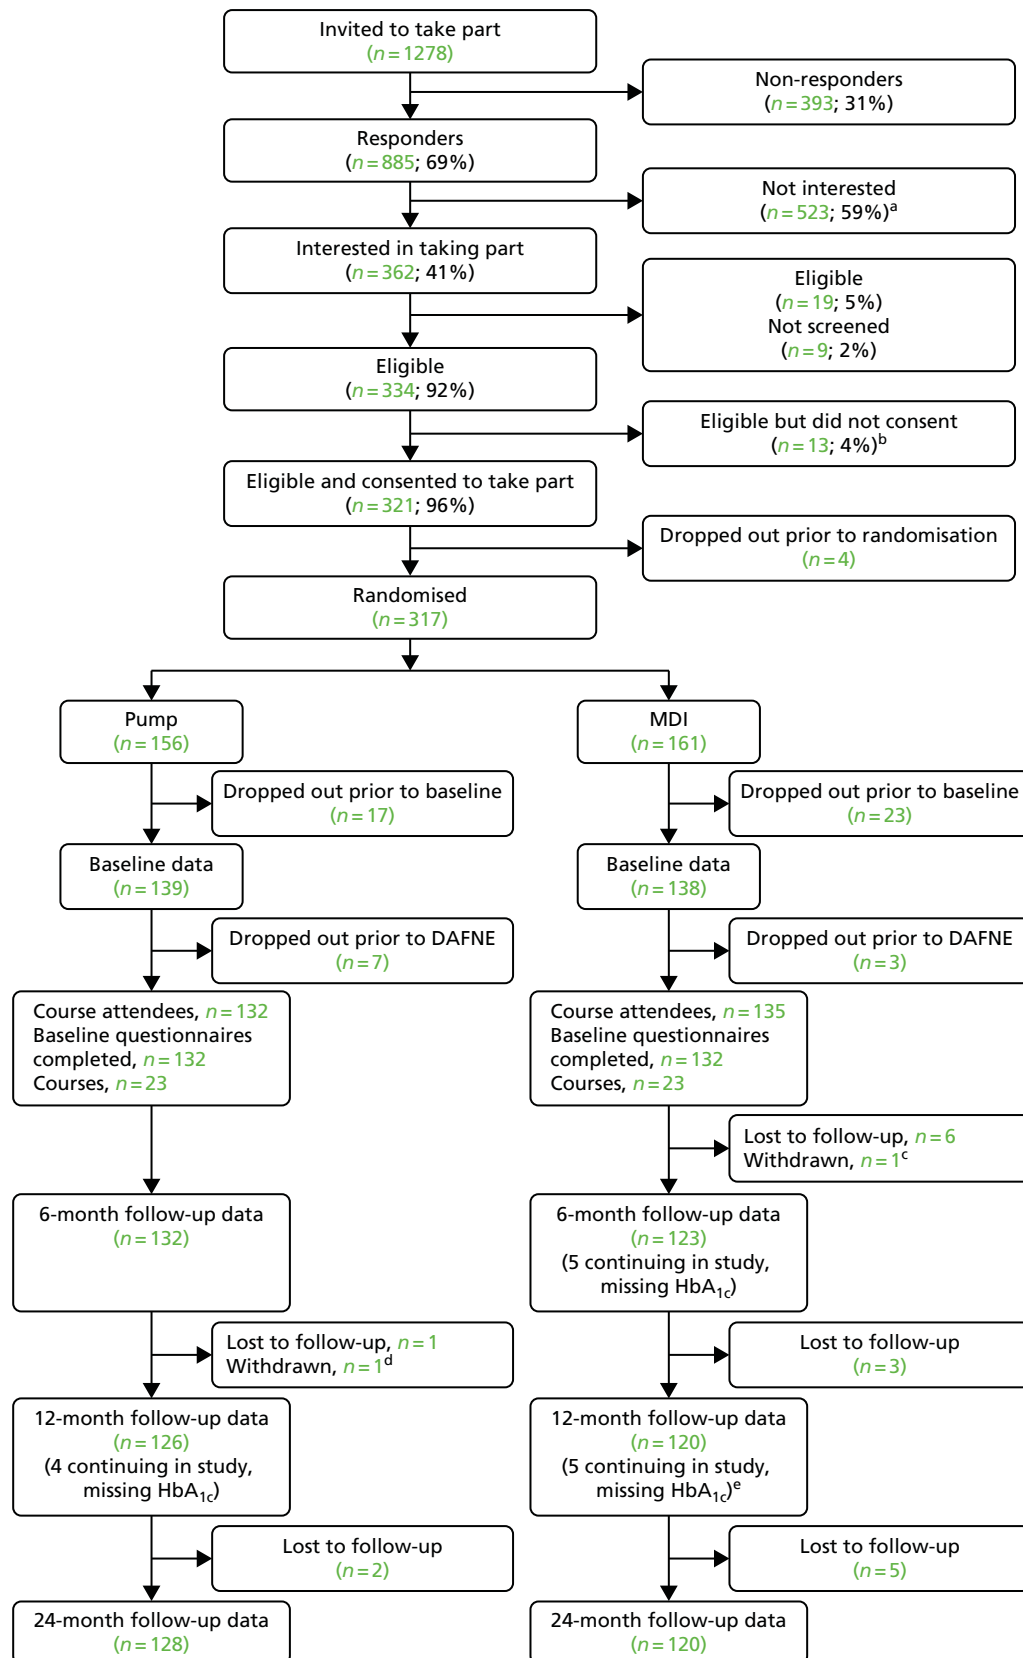 Invited to take part
(n=1278)
Non-responders
(n=393; 31%)
Responders
(n=885; 69%)
Not interested
(n=523; 59%)ᵃ
Interested in taking part
(n=362; 41%)
Eligible
(n=19; 5%)
Not screened
(n=9; 2%)
Eligible
(n=334; 92%)
Eligible but did not consent
(n=13; 4%)ᵇ
Eligible and consented to take part
(n=321; 96%)
Dropped out prior to randomisation
(n=4)
Randomised
(n=317)
Pump
(n=156)
MDI
(n=161)
Dropped out prior to baseline
(n=17)
Dropped out prior to baseline
(n=23)
Baseline data
(n=139)
Baseline data
(n=138)
Dropped out prior to DAFNE
(n=7)
Dropped out prior to DAFNE
(n=3)
Course attendees, n=132
Baseline questionnaires
completed, n=132
Courses, n=23
Course attendees, n=135
Baseline questionnaires
completed, n=132
Courses, n=23
Lost to follow-up, n=6
Withdrawn, n=1ᶜ
6-month follow-up data
(n=132)
6-month follow-up data
(n=123)
(5 continuing in study,
missing HbA₁c)
Lost to follow-up, n=1
Withdrawn, n=1ᵈ
Lost to follow-up
(n=3)
12-month follow-up data
(n=126)
(4 continuing in study,
missing HbA₁c)
12-month follow-up data
(n=120)
(5 continuing in study,
missing HbA₁c)ᵉ
Lost to follow-up
(n=2)
Lost to follow-up
(n=5)
24-month follow-up data
(n=128)
24-month follow-up data
(n=120)